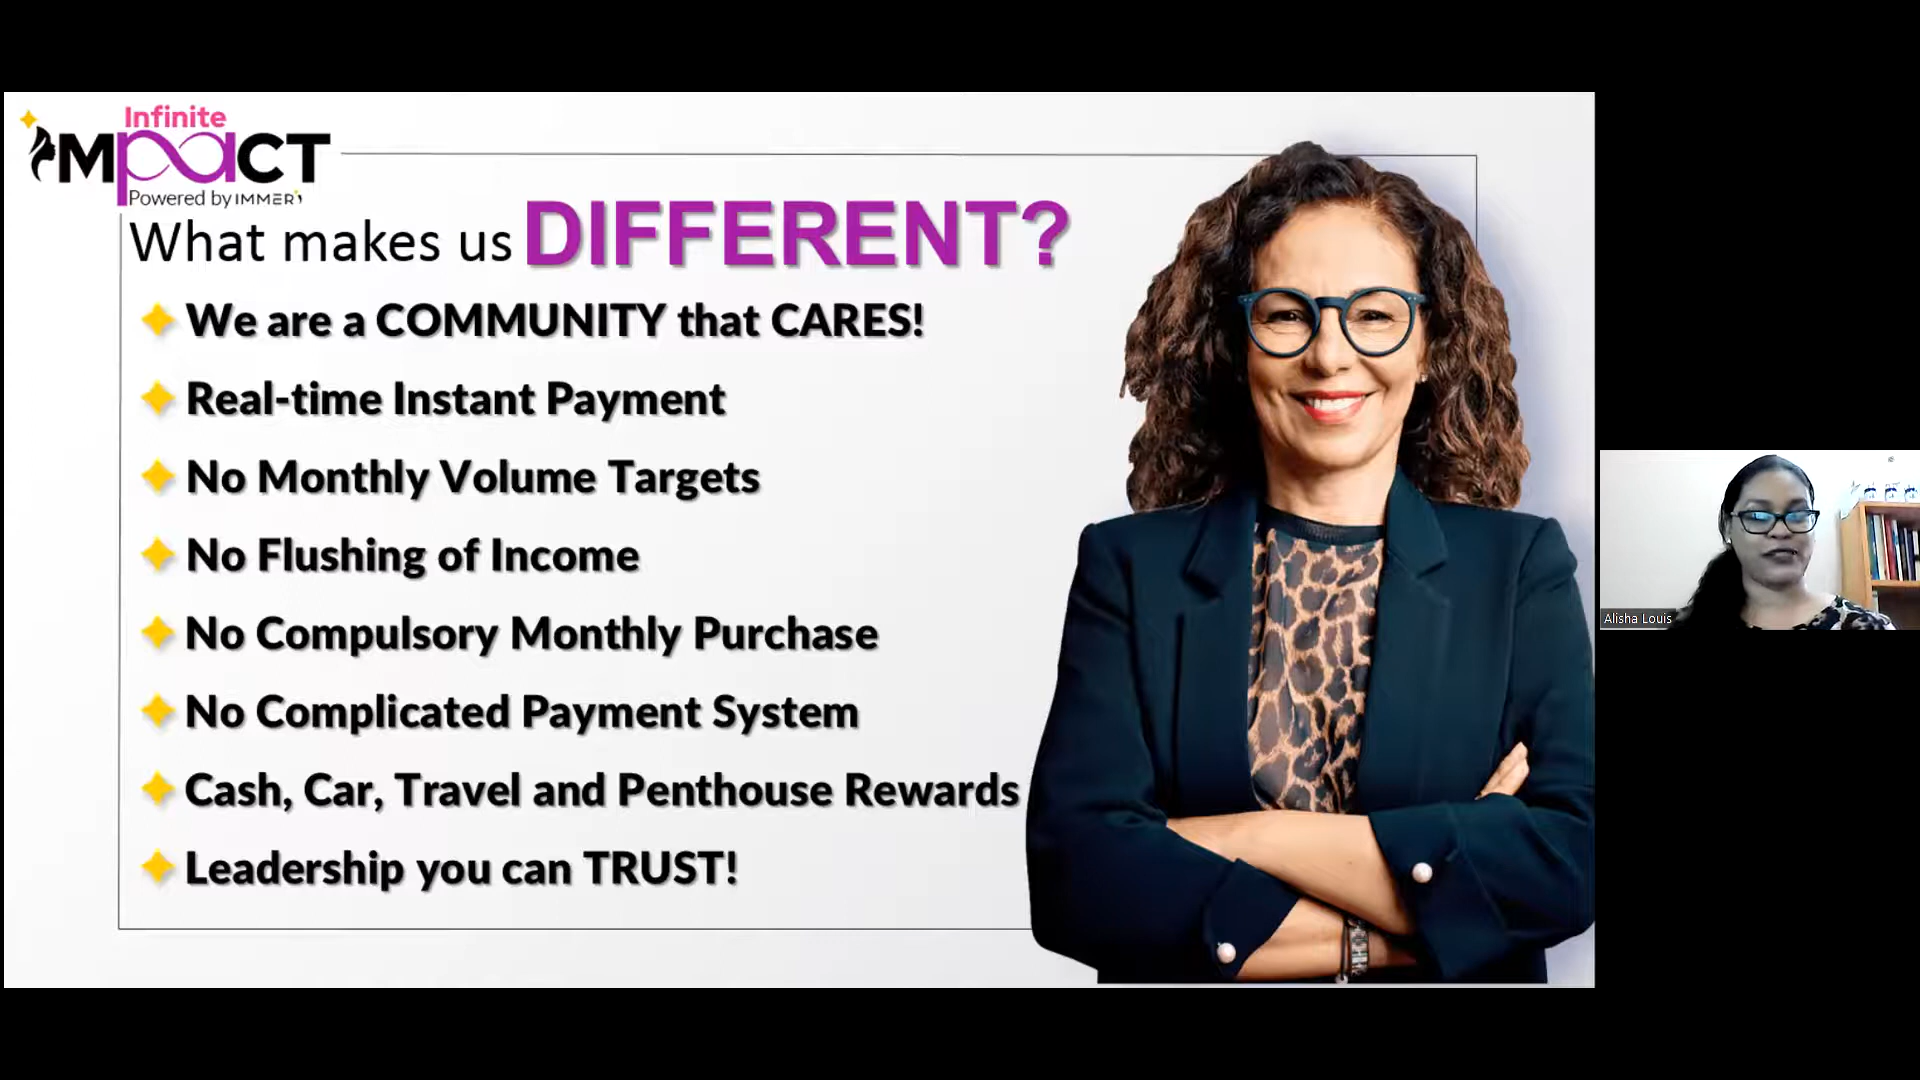 Infinite
iMPACT
Powered by IMMERI
What makes us DIFFERENT?
We are a COMMUNITY that CARES!
Real-time Instant Payment
No Monthly Volume Targets
No Flushing of Income
No Compulsory Monthly Purchase
No Complicated Payment System
Cash, Car, Travel and Penthouse Rewards
Leadership you can TRUST!
Alisha Louis